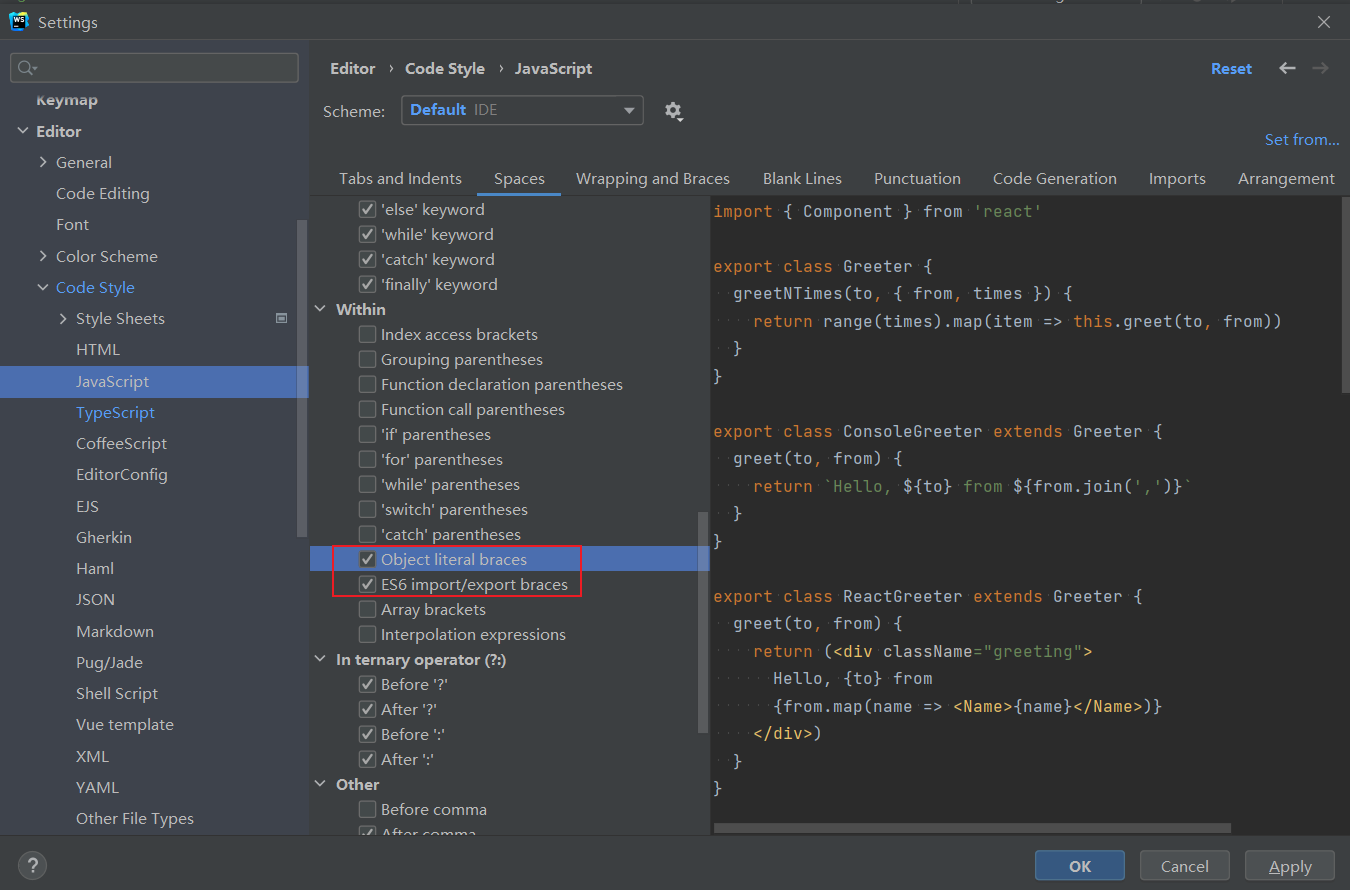 WS Settings
Editor › Code Style › JavaScript
Reset
Scheme: Default IDE
Set from...
Tabs and Indents Spaces Wrapping and Braces Blank Lines Punctuation Code Generation Imports Arrangement
Keymap
Editor
General
Code Editing
Font
Color Scheme
Code Style
Style Sheets
HTML
JavaScript
TypeScript
CoffeeScript
EditorConfig
EJS
Gherkin
Haml
JSON
Markdown
Pug/Jade
Shell Script
Vue template
XML
YAML
Other File Types
'else' keyword
'while' keyword
'catch' keyword
'finally' keyword
Within
Index access brackets
Grouping parentheses
Function declaration parentheses
Function call parentheses
'if' parentheses
'for' parentheses
'while' parentheses
'switch' parentheses
'catch' parentheses
Object literal braces
ES6 import/export braces
Array brackets
Interpolation expressions
In ternary operator (?:)
Before '?'
After '?'
Before ':'
After ':'
Other
Before comma
After comma
import { Component } from 'react'
export class Greeter {
greetNTimes(to, { from, times }) {
return range(times).map(item => this.greet(to, from))
}
}
export class ConsoleGreeter extends Greeter {
greet(to, from) {
return `Hello, ${to} from ${from.join(',')}`
}
}
export class ReactGreeter extends Greeter {
greet(to, from) {
return (<div className="greeting">
Hello, {to} from
{from.map(name => <Name>{name}</Name>)}
</div>)
}
}
?
OK Cancel Apply